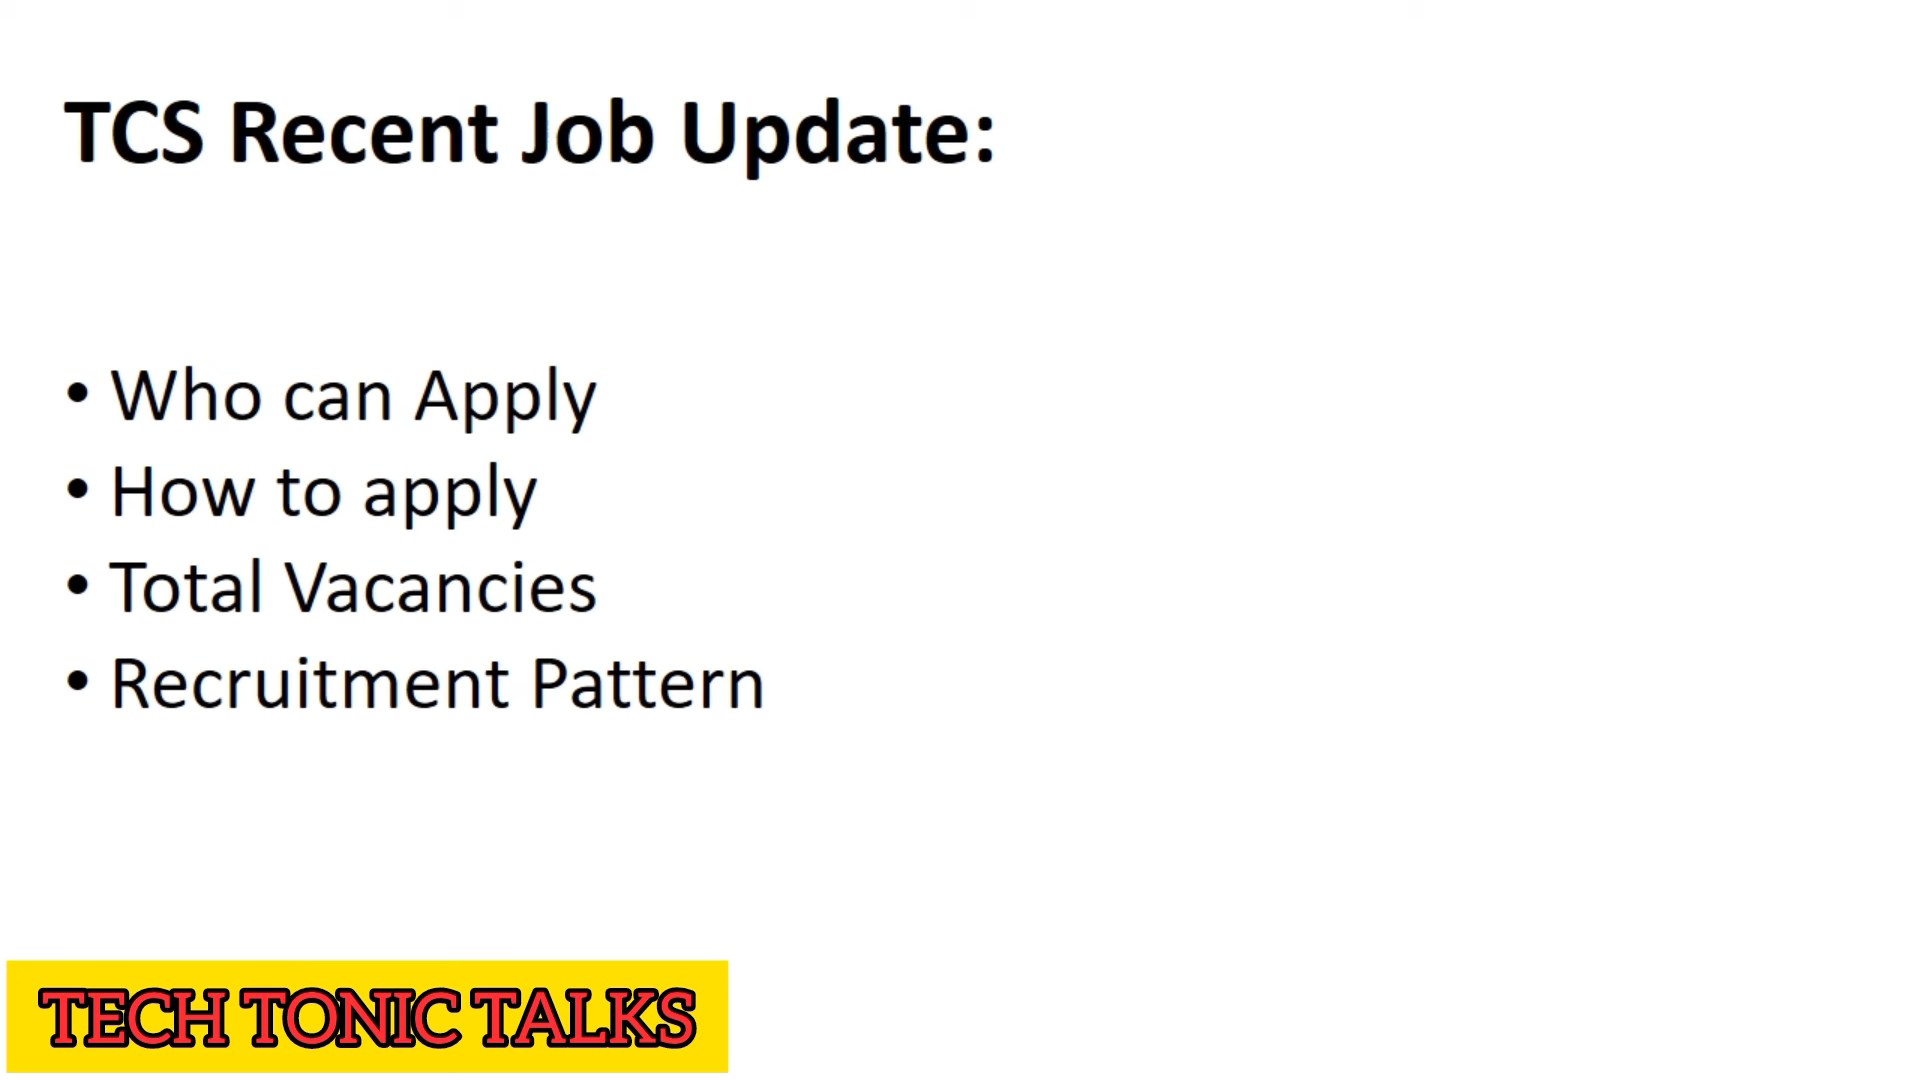 TCS Recent Job Update:
• Who can Apply
• How to apply
• Total Vacancies
• Recruitment Pattern
TECH TONIC TALKS